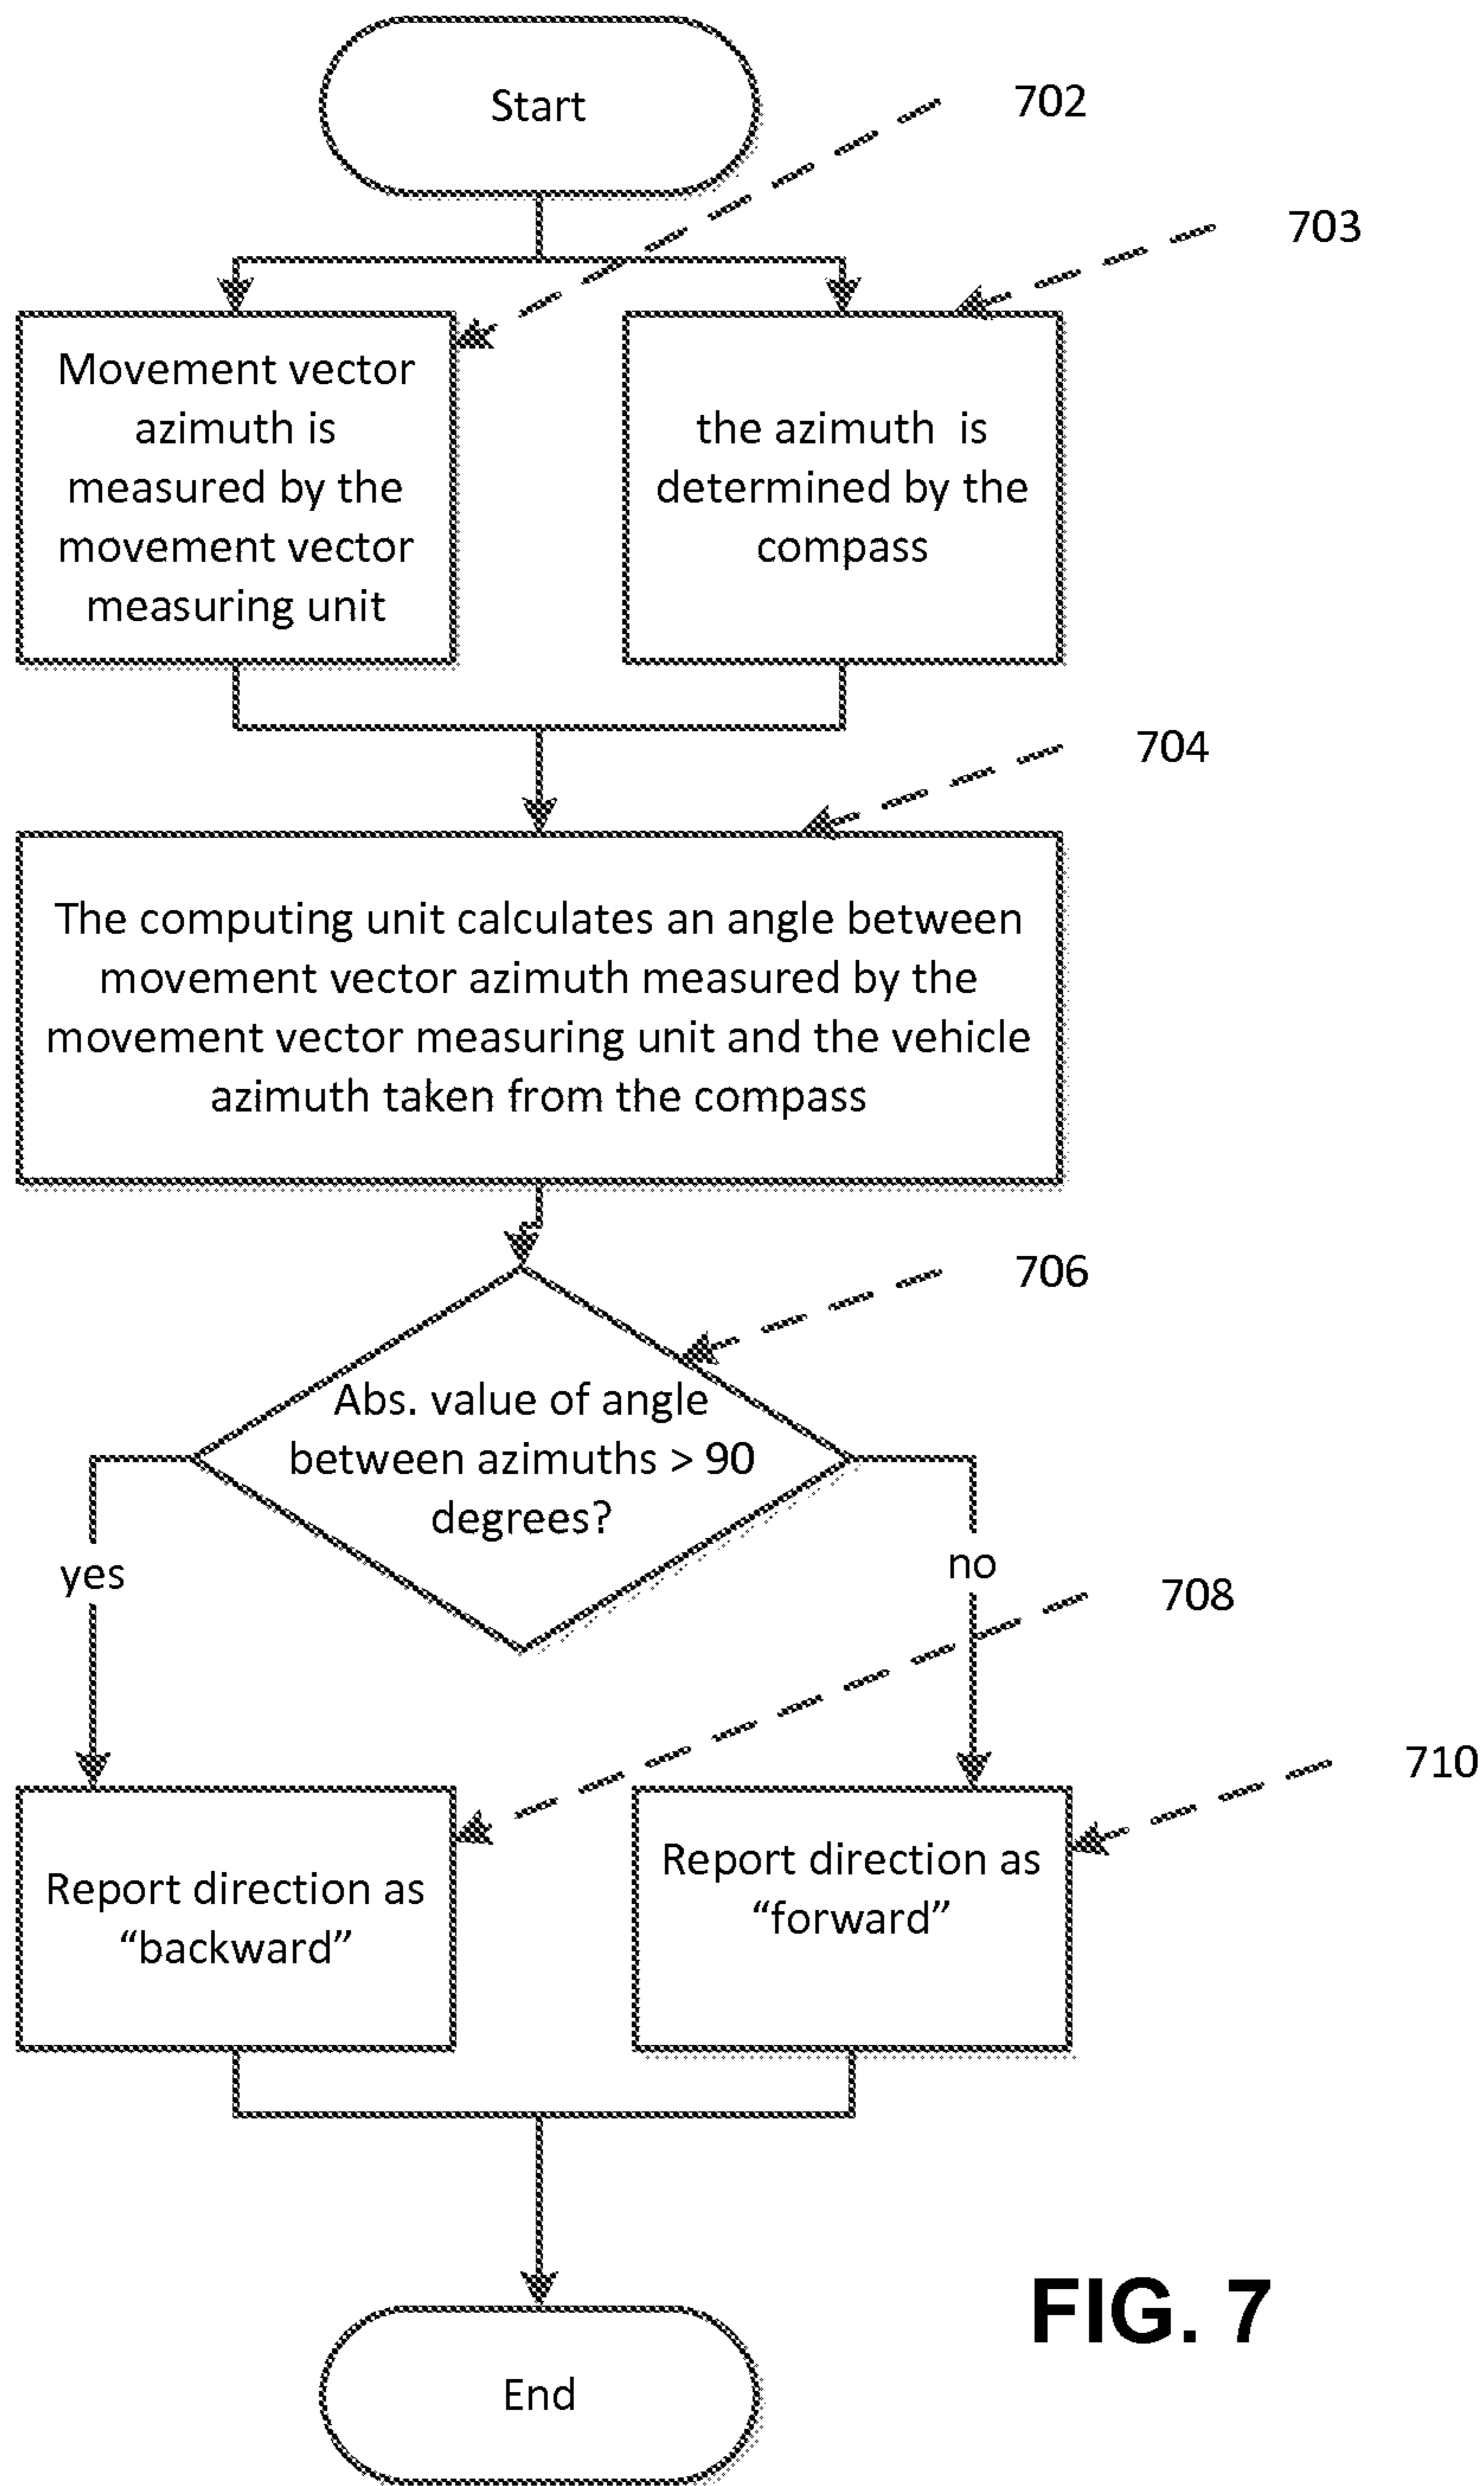 Start
702
703
Movement vector
azimuth is
measured by the
movement vector
measuring unit
the azimuth is
determined by the
compass
704
The computing unit calculates an angle between
movement vector azimuth measured by the
movement vector measuring unit and the vehicle
azimuth taken from the compass
706
Abs. value of angle
between azimuths > 90
degrees?
yes
no
708
710
Report direction as
“backward”
Report direction as
“forward”
End
FIG. 7